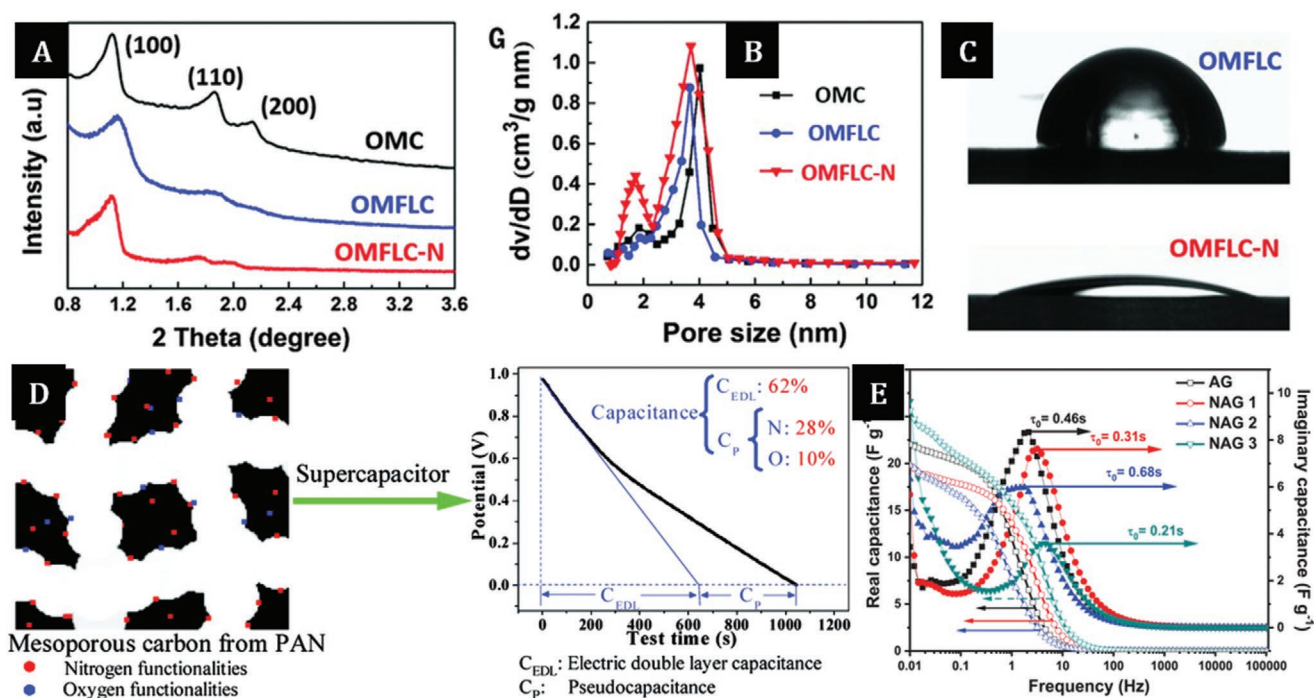 A
(100)
(110)
(200)
OMC
OMFLC
OMFLC-N
Intensity (a.u)
0.8 1.2 1.6 2.0 2.4 2.8 3.2 3.6
2 Theta (degree)
G
B
1.2
1.0
0.8
0.6
0.4
0.2
0.0
dv/dD (cm³/g nm)
OMC
OMFLC
OMFLC-N
0 2 4 6 8 10 12
Pore size (nm)
C
OMFLC
OMFLC-N
D
Supercapacitor
Mesoporous carbon from PAN
Nitrogen functionalities
Oxygen functionalities
1.0
0.8
0.6
0.4
0.2
0.0
Potential (V)
Capacitance
C_EDL: 62%
C_P
N: 28%
O: 10%
C_EDL
C_P
0 200 400 600 800 1000 1200
Test time (s)
C_EDL: Electric double layer capacitance
C_P: Pseudocapacitance
E
AG
NAG 1
NAG 2
NAG 3
τ₀= 0.46s
τ₀= 0.31s
τ₀= 0.68s
τ₀= 0.21s
25
20
15
10
5
0
Real capacitance (F g⁻¹
10
8
6
4
2
0
Imaginary capacitance (F g⁻¹)
0.01 0.1 1 10 100 1000 10000 100000
Frequency (Hz)